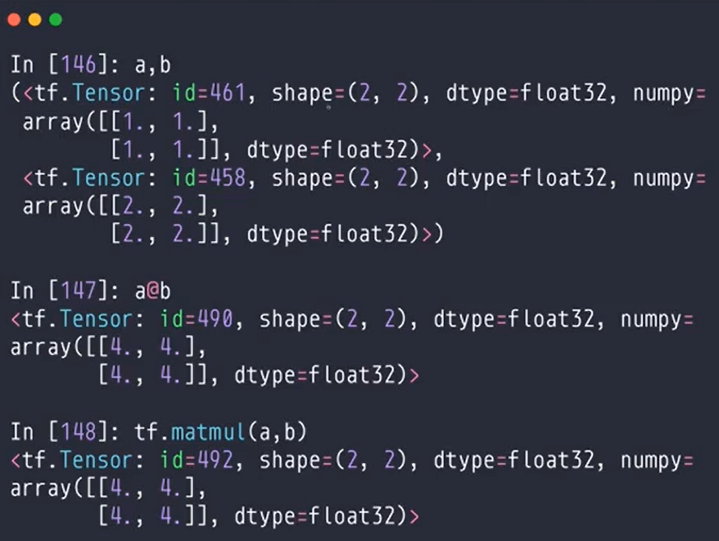 In [146]: a,b
(<tf.Tensor: id=461, shape=(2, 2), dtype=float32, numpy=
array([[1., 1.],
[1., 1.]], dtype=float32)>,
<tf.Tensor: id=458, shape=(2, 2), dtype=float32, numpy=
array([[2., 2.],
[2., 2.]], dtype=float32)>)
In [147]: a@b
<tf.Tensor: id=490, shape=(2, 2), dtype=float32, numpy=
array([[4., 4.],
[4., 4.]], dtype=float32)>
In [148]: tf.matmul(a,b)
<tf.Tensor: id=492, shape=(2, 2), dtype=float32, numpy=
array([[4., 4.],
[4., 4.]], dtype=float32)>